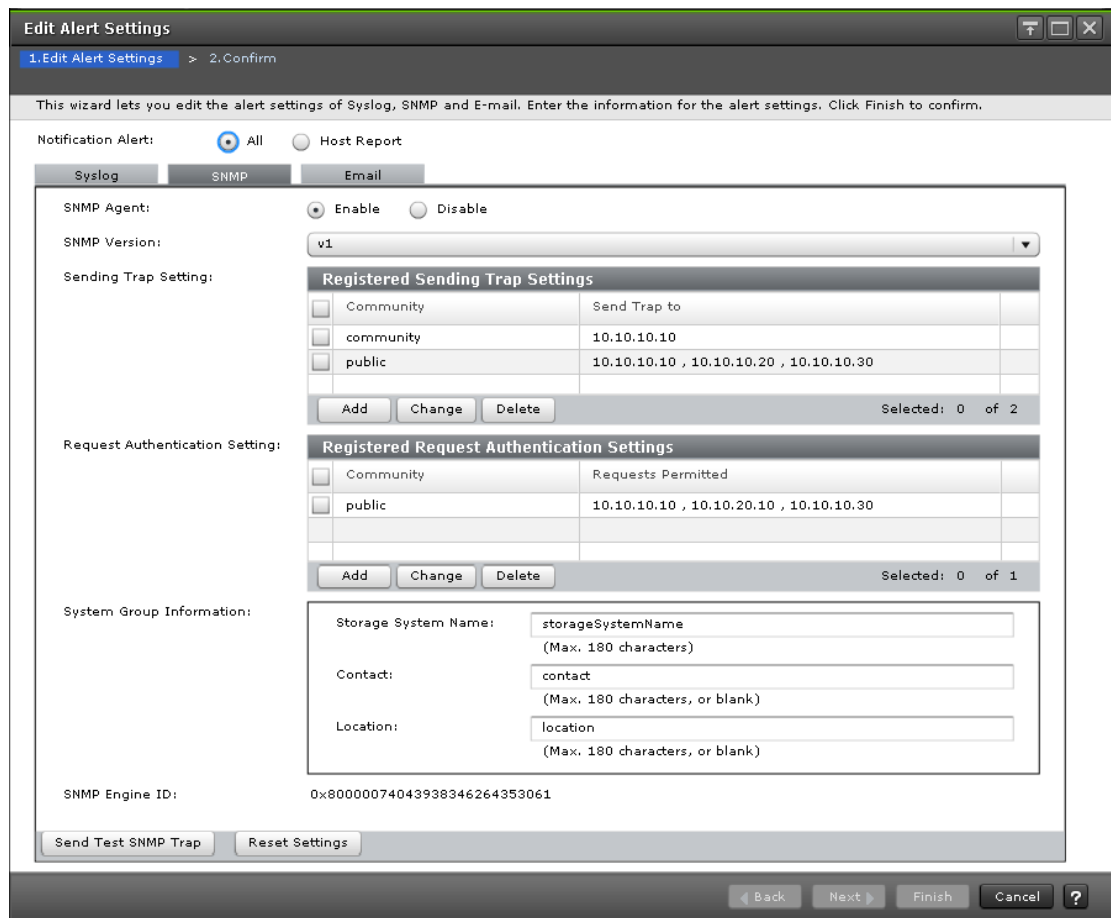 Edit Alert Settings
1.Edit Alert Settings > 2.Confirm
This wizard lets you edit the alert settings of Syslog, SNMP and E-mail. Enter the information for the alert settings. Click Finish to confirm.
Notification Alert: All Host Report
Syslog SNMP Email
SNMP Agent: Enable Disable
SNMP Version: v1
Sending Trap Setting: Registered Sending Trap Settings
Community Send Trap to
community 10.10.10.10
public 10.10.10.10 , 10.10.10.20 , 10.10.10.30
Add Change Delete Selected: 0 of 2
Request Authentication Setting: Registered Request Authentication Settings
Community Requests Permitted
public 10.10.10.10 , 10.10.20.10 , 10.10.10.30
Add Change Delete Selected: 0 of 1
System Group Information:
Storage System Name: storageSystemName
(Max. 180 characters)
Contact: contact
(Max. 180 characters, or blank)
Location: location
(Max. 180 characters, or blank)
SNMP Engine ID: 0x80000074043938346264353061
Send Test SNMP Trap Reset Settings
Back Next Finish Cancel ?